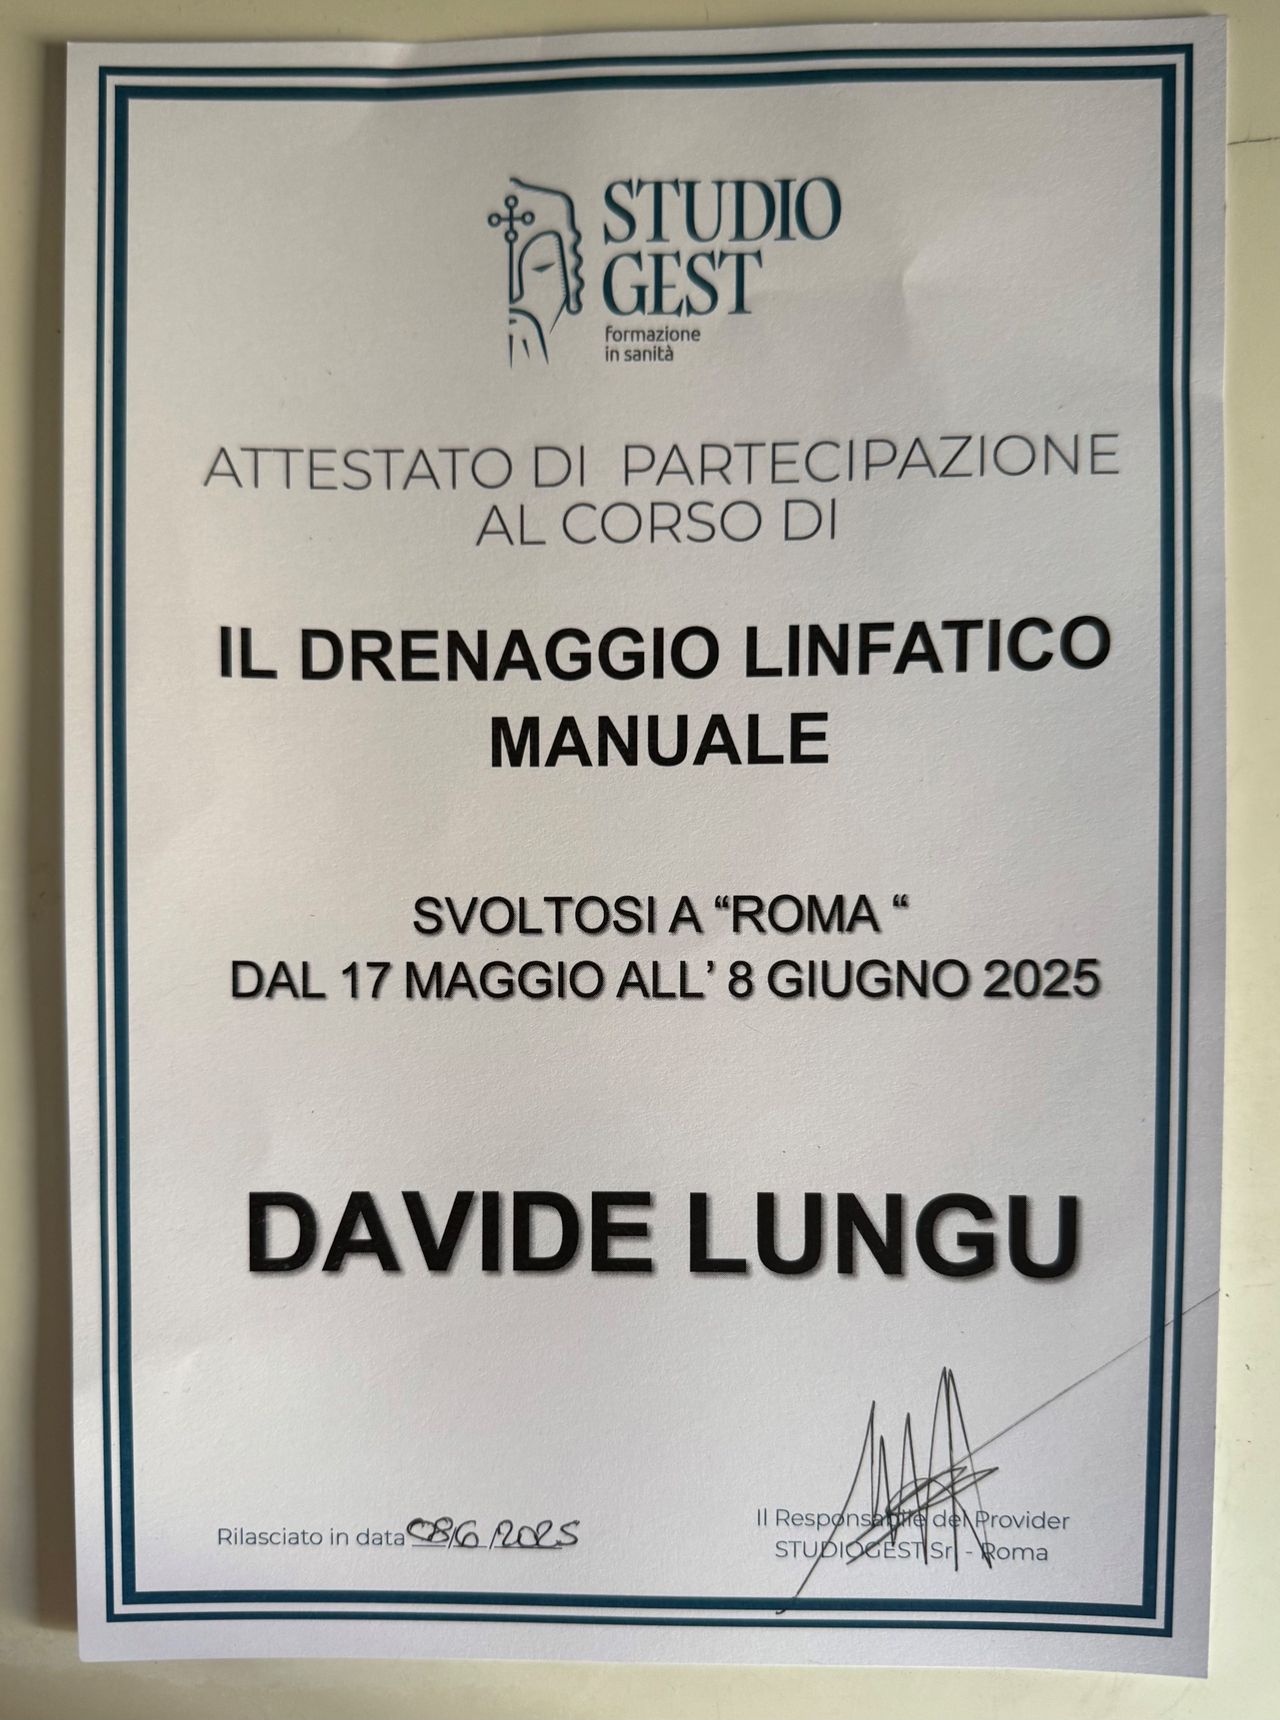 STUDIO
GEST
formazione
in sanità
ATTESTATO DI PARTECIPAZIONE
AL CORSO DI
IL DRENAGGIO LINFATICO
MANUALE
SVOLTOSI A “ROMA “
DAL 17 MAGGIO ALL’ 8 GIUGNO 2025
DAVIDE LUNGU
Rilasciato in data 08/6/2025
Il Responsabile del Provider
STUDIOGEST Srl - Roma